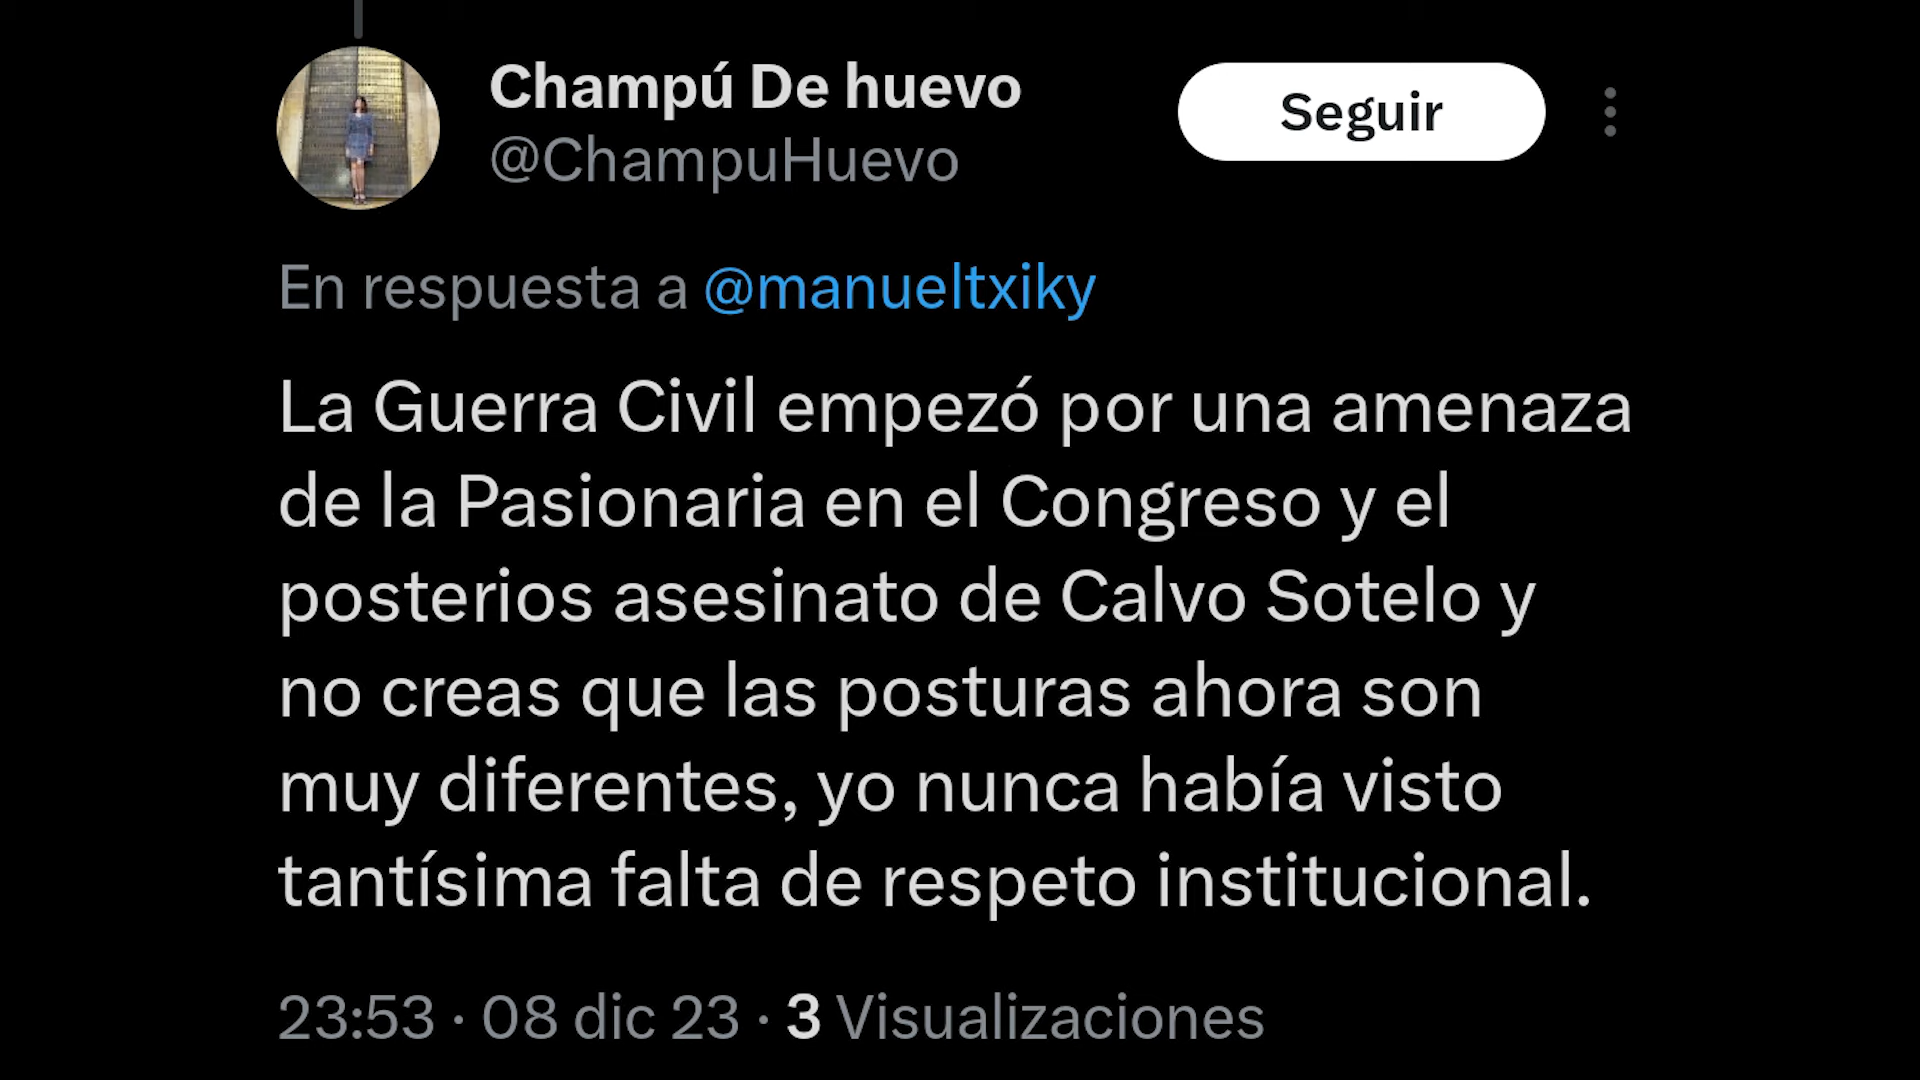 Champú De huevo
Seguir
@ChampuHuevo
En respuesta a @manueltxiky
La Guerra Civil empezó por una amenaza
de la Pasionaria en el Congreso y el
posterios asesinato de Calvo Sotelo y
no creas que las posturas ahora son
muy diferentes, yo nunca había visto
tantísima falta de respeto institucional.
23:53 · 08 dic 23 · 3 Visualizaciones